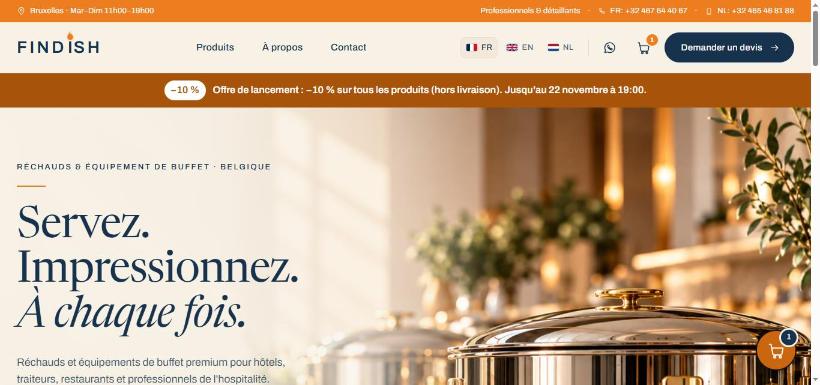 Bruxelles · Mar–Dim 11h00–19h00
Professionnels & détaillants · FR: +32 467 64 40 67 · NL: +32 465 48 81 88
FINDISH
Produits À propos Contact
FR EN NL
1
Demander un devis →
−10 % Offre de lancement : −10 % sur tous les produits (hors livraison). Jusqu'au 22 novembre à 19:00.
RÉCHAUDS & ÉQUIPEMENT DE BUFFET · BELGIQUE
Servez.
Impressionnez.
À chaque fois.
Réchauds et équipements de buffet premium pour hôtels,
traiteurs, restaurants et professionnels de l'hospitalité.
1